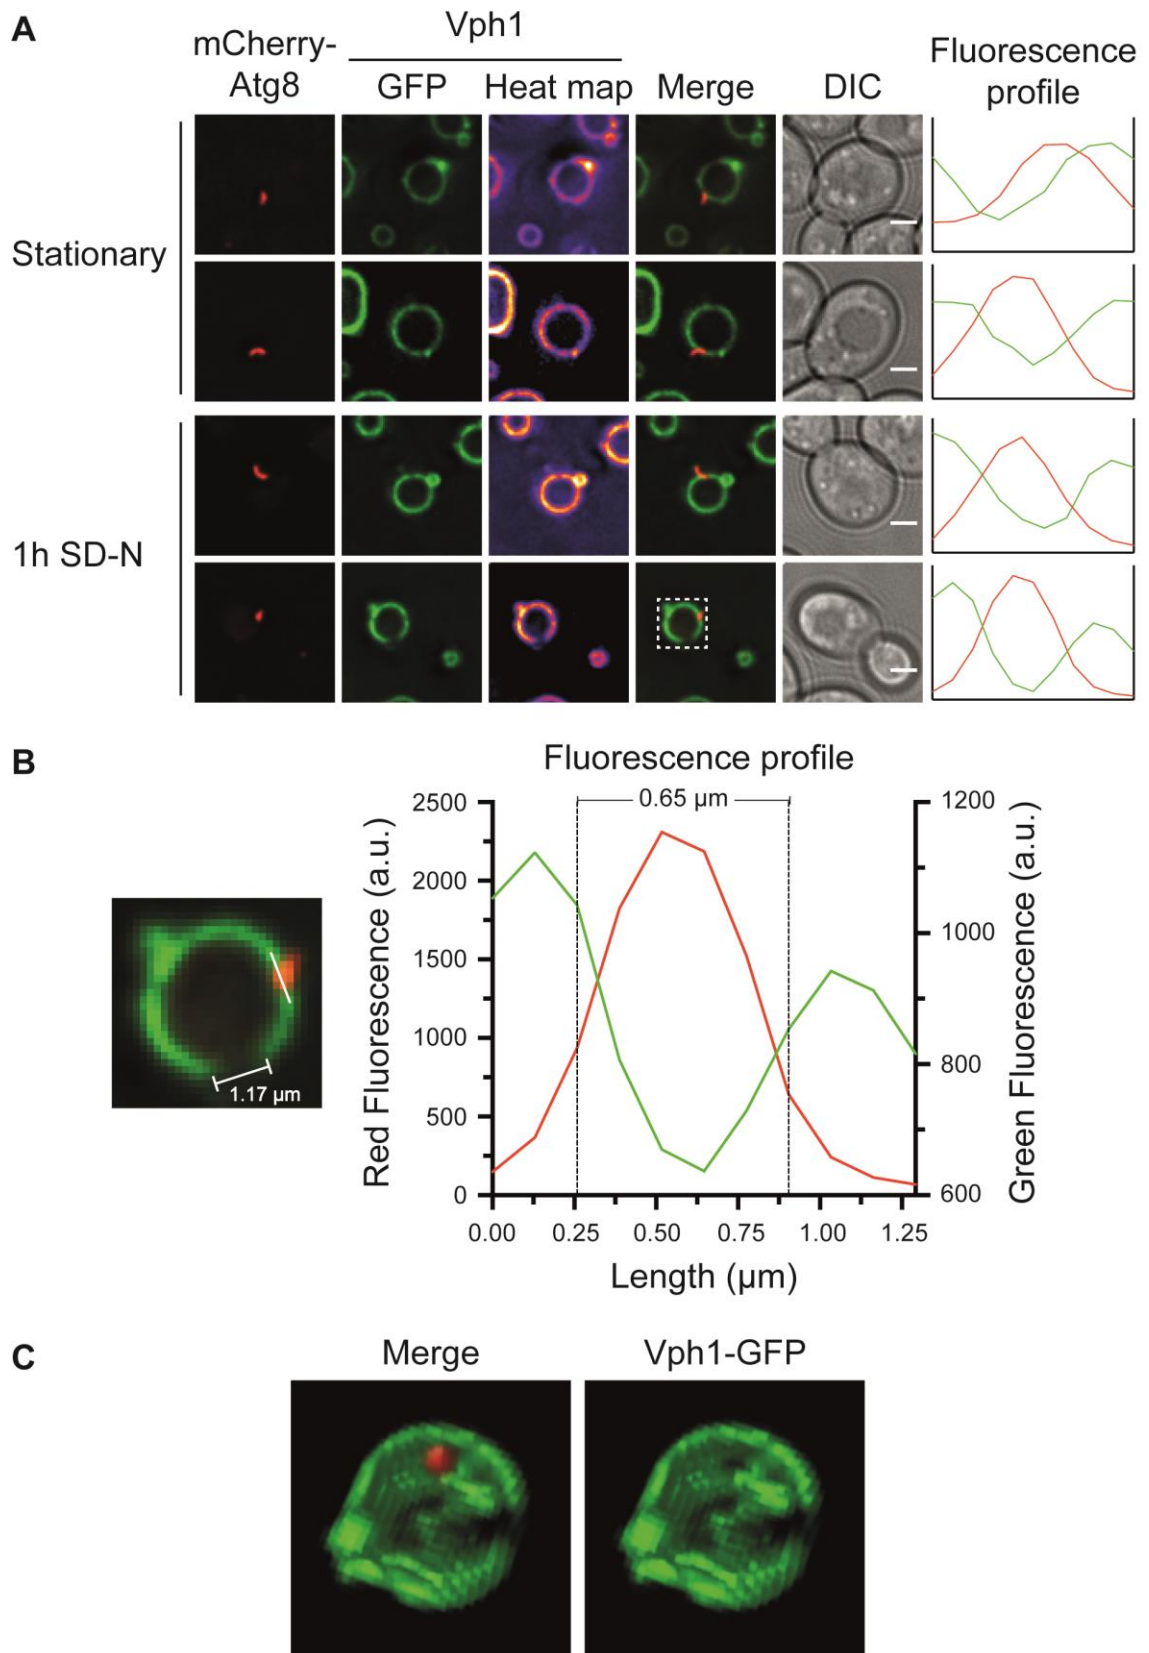 A
mCherry-
Atg8
Vph1
GFP
Heat map
Merge
DIC
Fluorescence
profile
Stationary
1h SD-N
B
Fluorescence profile
1.17 µm
Red Fluorescence (a.u.)
2500
2000
1500
1000
500
0
0.65 µm
1200
1000
800
600
Green Fluorescence (a.u.)
0.00 0.25 0.50 0.75 1.00 1.25
Length (µm)
C
Merge
Vph1-GFP